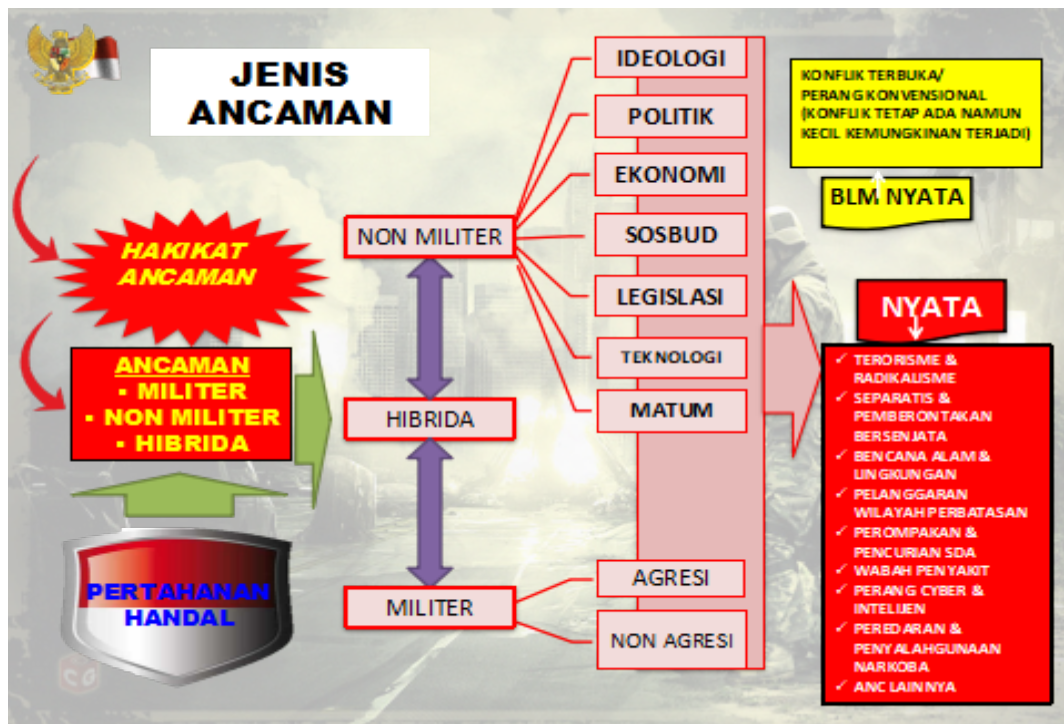 JENIS
ANCAMAN
HAKIKAT
ANCAMAN
ANCAMAN
- MILITER
- NON MILITER
- HIBRIDA
PERTAHANAN
HANDAL
NON MILITER
HIBRIDA
MILITER
IDEOLOGI
POLITIK
EKONOMI
SOSBUD
LEGISLASI
TEKNOLOGI
MATUM
AGRESI
NON AGRESI
KONFLIK TERBUKA/
PERANG KONVENSIONAL
(KONFLIK TETAP ADA NAMUN
KECIL KEMUNGKINAN TERJADI)
BLM NYATA
NYATA
✓ TERORISME &
RADIKALISME
✓ SEPARATIS &
PEMBERONTAKAN
BERSENJATA
✓ BENCANA ALAM &
LINGKUNGAN
✓ PELANGGARAN
WILAYAH PERBATASAN
✓ PEROMPAKAN &
PENCURIAN SDA
✓ WABAH PENYAKIT
✓ PERANG CYBER &
INTELIJEN
✓ PEREDARAN &
PENYALAHGUNAAN
NARKOBA
✓ ANC LAINNYA